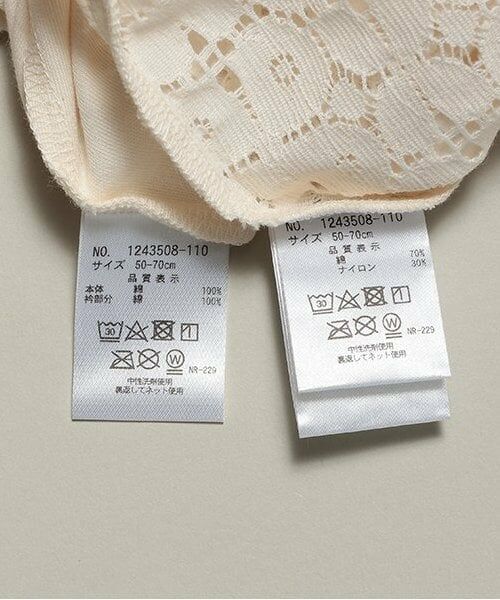 NO. 1243508-110
サイズ 50-70cm
品質表示
本体 綿 100%
衿部分 綿 100%
30
NR-229
中性洗剤使用
裏返してネット使用
NO. 1243508-110
サイズ 50-70cm
品質表示
綿 70%
ナイロン 30%
30
W
NR-229
中性洗剤使用
裏返してネット使用